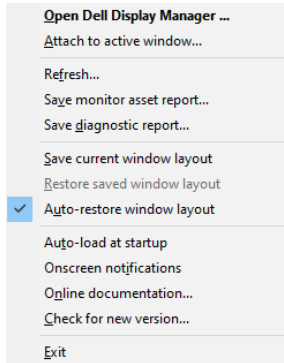 Open Dell Display Manager ...
Attach to active window...
Refresh...
Save monitor asset report...
Save diagnostic report...
Save current window layout
Restore saved window layout
Auto-restore window layout
Auto-load at startup
Onscreen notifications
Online documentation...
Check for new version...
Exit